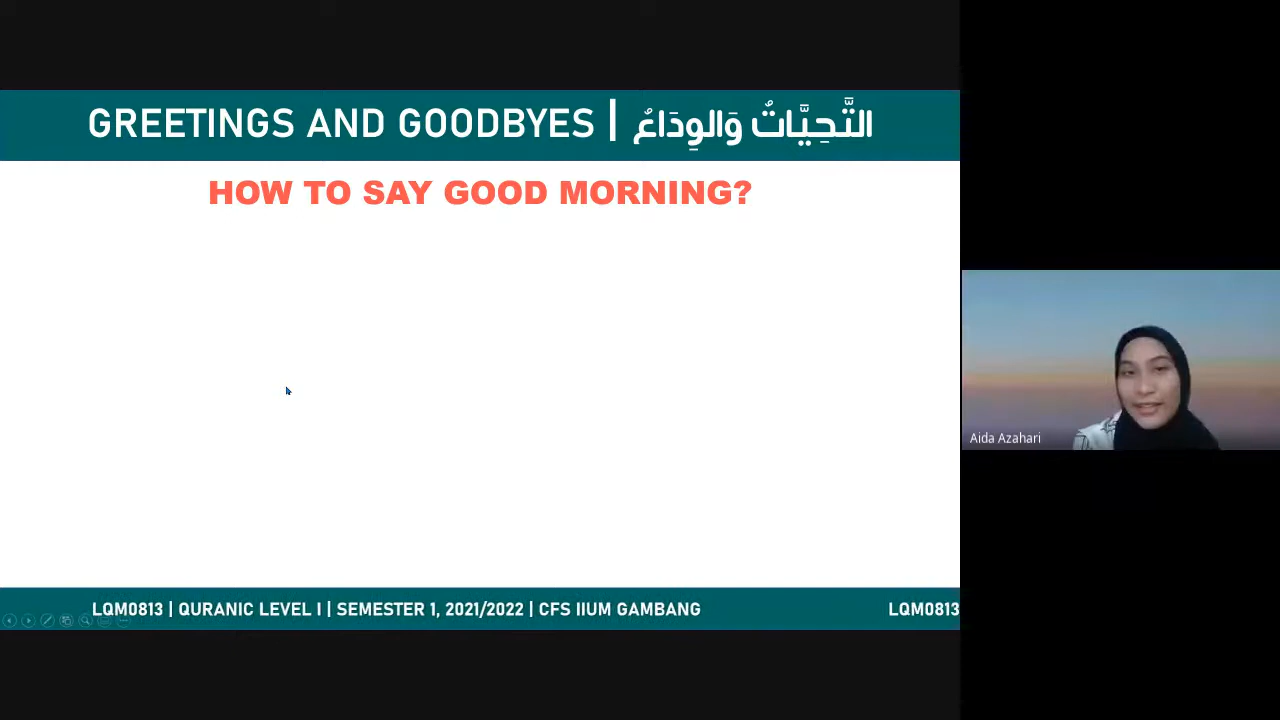 GREETINGS AND GOODBYES | التَّحِيَّاتُ وَالوِدَاعُ
HOW TO SAY GOOD MORNING?
Aida Azahari
LQM0813 | QURANIC LEVEL I | SEMESTER 1, 2021/2022 | CFS IIUM GAMBANG
LQM0813